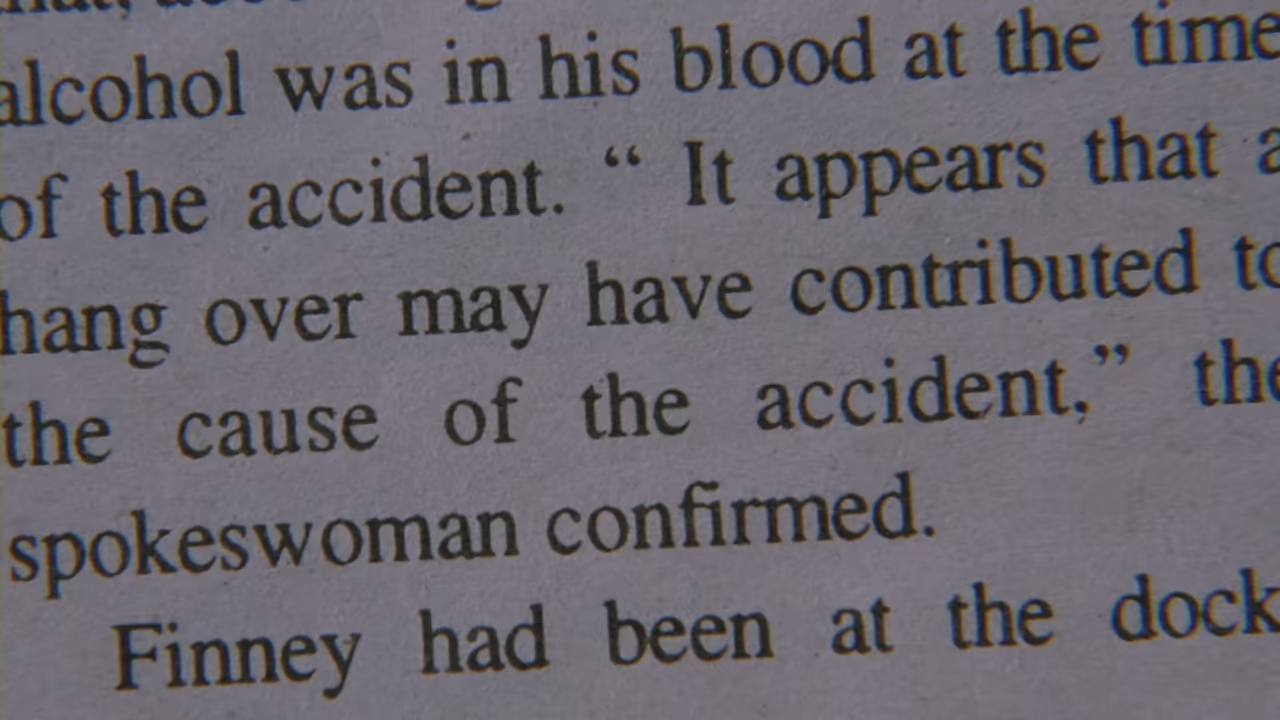 alcohol was in his blood at the time
of the accident. “ It appears that a
hang over may have contributed to
the cause of the accident,” the
spokeswoman confirmed.
Finney had been at the dock